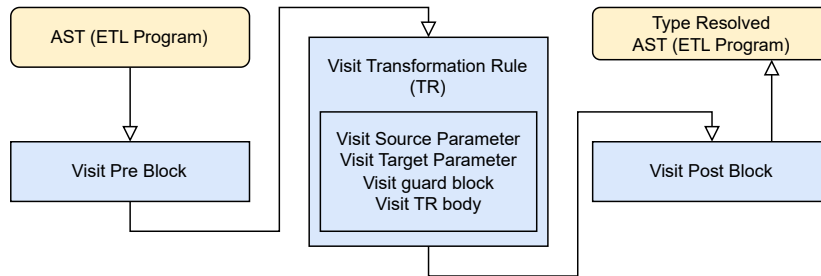 AST (ETL Program)
Visit Pre Block
Visit Transformation Rule
(TR)
Visit Source Parameter
Visit Target Parameter
Visit guard block
Visit TR body
Type Resolved
AST (ETL Program)
Visit Post Block